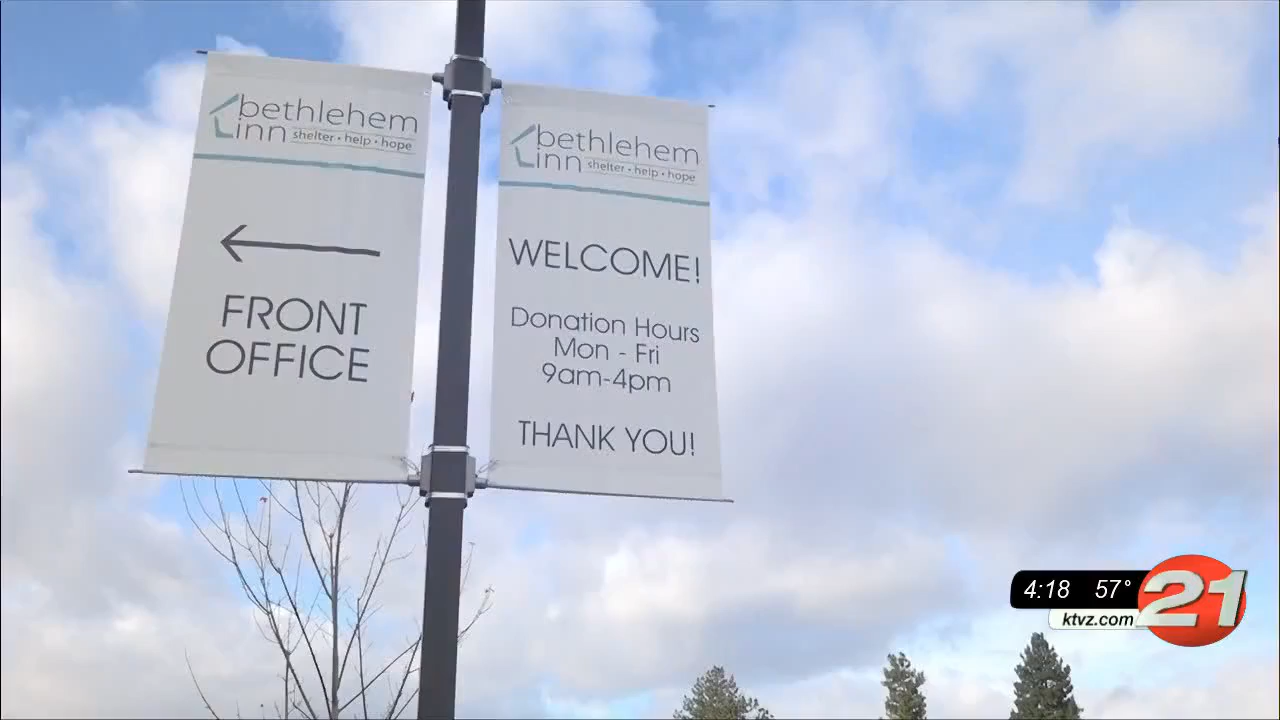 bethlehem
inn shelter • help • hope
FRONT
OFFICE
bethlehem
inn shelter • help • hope
WELCOME!
Donation Hours
Mon - Fri
9am-4pm
THANK YOU!
4:18 57°
ktvz.com
21